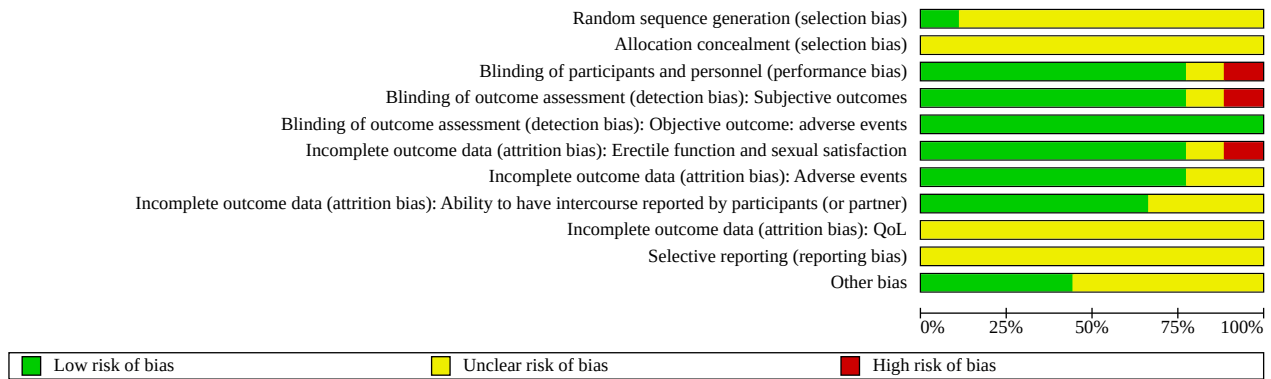 Random sequence generation (selection bias)
Allocation concealment (selection bias)
Blinding of participants and personnel (performance bias)
Blinding of outcome assessment (detection bias): Subjective outcomes
Blinding of outcome assessment (detection bias): Objective outcome: adverse events
Incomplete outcome data (attrition bias): Erectile function and sexual satisfaction
Incomplete outcome data (attrition bias): Adverse events
Incomplete outcome data (attrition bias): Ability to have intercourse reported by participants (or partner)
Incomplete outcome data (attrition bias): QoL
Selective reporting (reporting bias)
Other bias
0% 25% 50% 75% 100%
Low risk of bias Unclear risk of bias High risk of bias